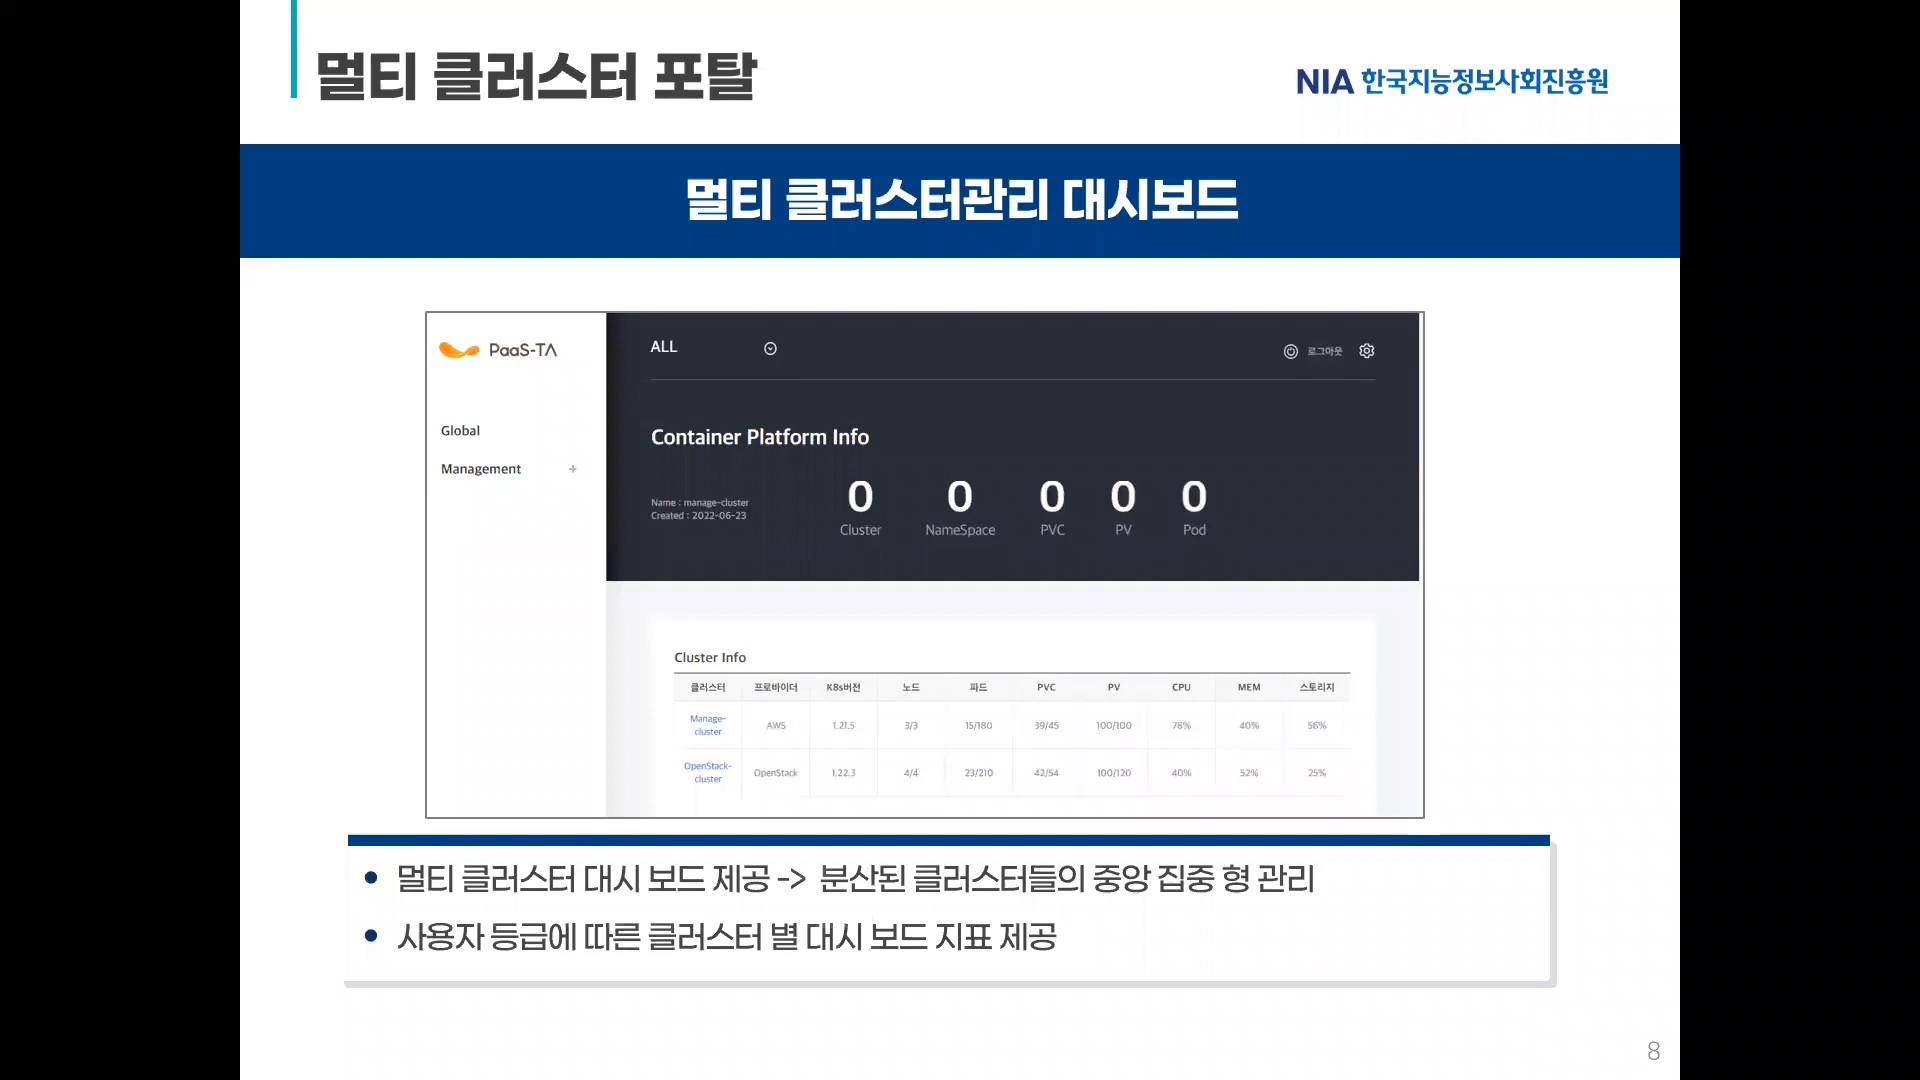 멀티 클러스터 포탈
NIA 한국지능정보사회진흥원
멀티 클러스터관리 대시보드
PaaS-TA
ALL
로그아웃
Global
Management +
Container Platform Info
Name : manage-cluster
Created : 2022-06-23
0 0 0 0 0
Cluster NameSpace PVC PV Pod
Cluster Info
클러스터 프로바이더 K8s버전 노드 파드 PVC PV CPU MEM 스토리지
Manage-cluster AWS 1.21.5 3/3 15/180 39/45 100/100 78% 40% 56%
OpenStack-cluster OpenStack 1.22.3 4/4 23/210 42/54 100/120 40% 52% 25%
• 멀티 클러스터 대시 보드 제공 -> 분산된 클러스터들의 중앙 집중 형 관리
• 사용자 등급에 따른 클러스터 별 대시 보드 지표 제공
8